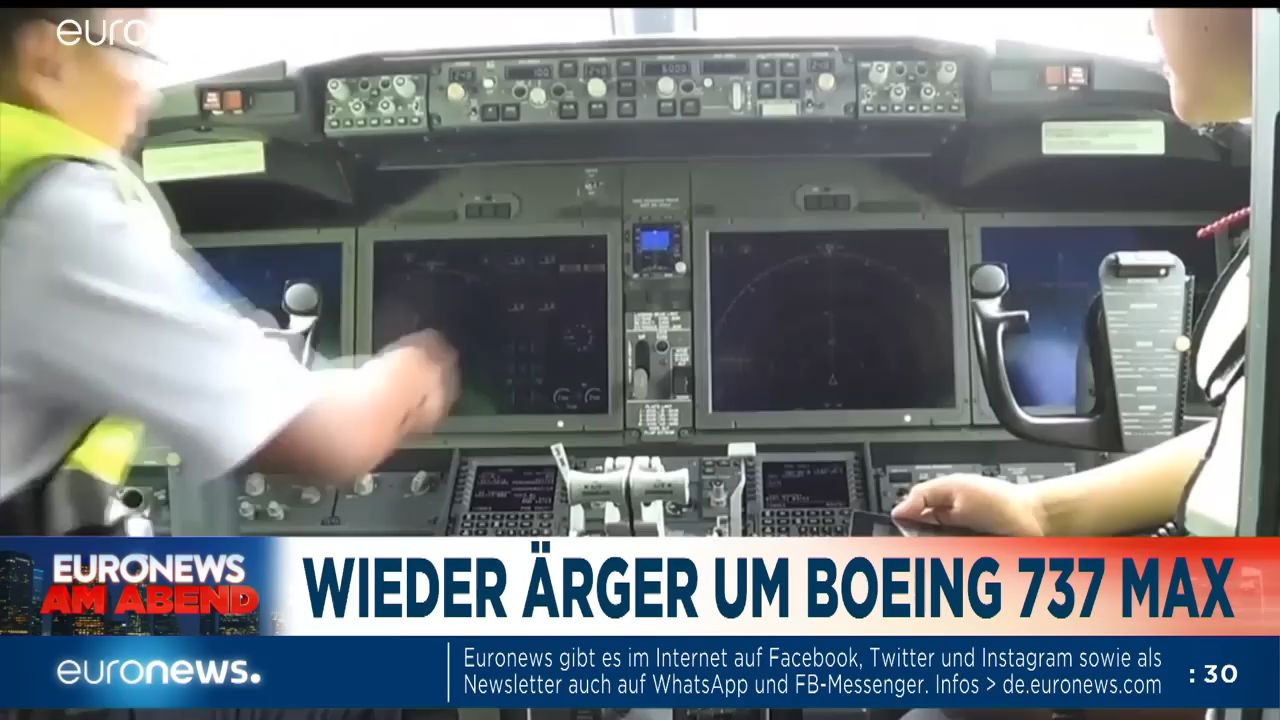 euronews
WIEDER ÄRGER UM BOEING 737 MAX
EURONEWS
AM ABEND
euronews.
Euronews gibt es im Internet auf Facebook, Twitter und Instagram sowie als
Newsletter auch auf WhatsApp und FB-Messenger. Infos > de.euronews.com
: 30